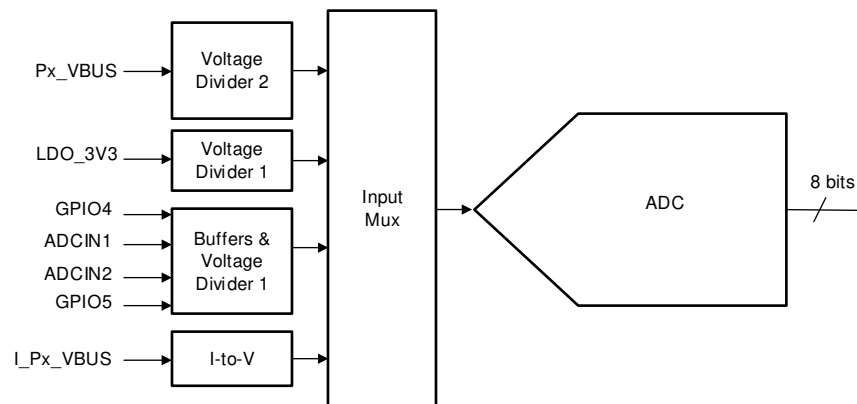 Px_VBUS
Voltage
Divider 2
LDO_3V3
Voltage
Divider 1
GPIO4
ADCIN1
ADCIN2
GPIO5
Buffers &
Voltage
Divider 1
I_Px_VBUS
I-to-V
Input
Mux
ADC
8 bits